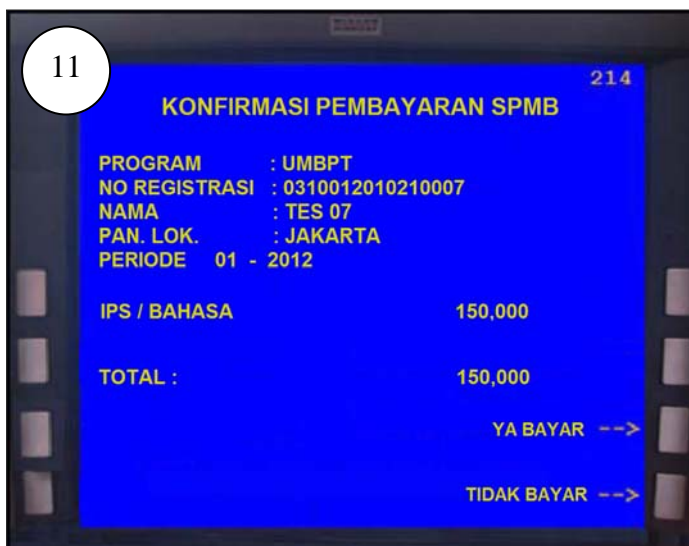 11
214
KONFIRMASI PEMBAYARAN SPMB
PROGRAM : UMBPT
NO REGISTRASI : 0310012010210007
NAMA : TES 07
PAN. LOK. : JAKARTA
PERIODE 01 - 2012
IPS / BAHASA 150,000
TOTAL : 150,000
YA BAYAR -->
TIDAK BAYAR -->